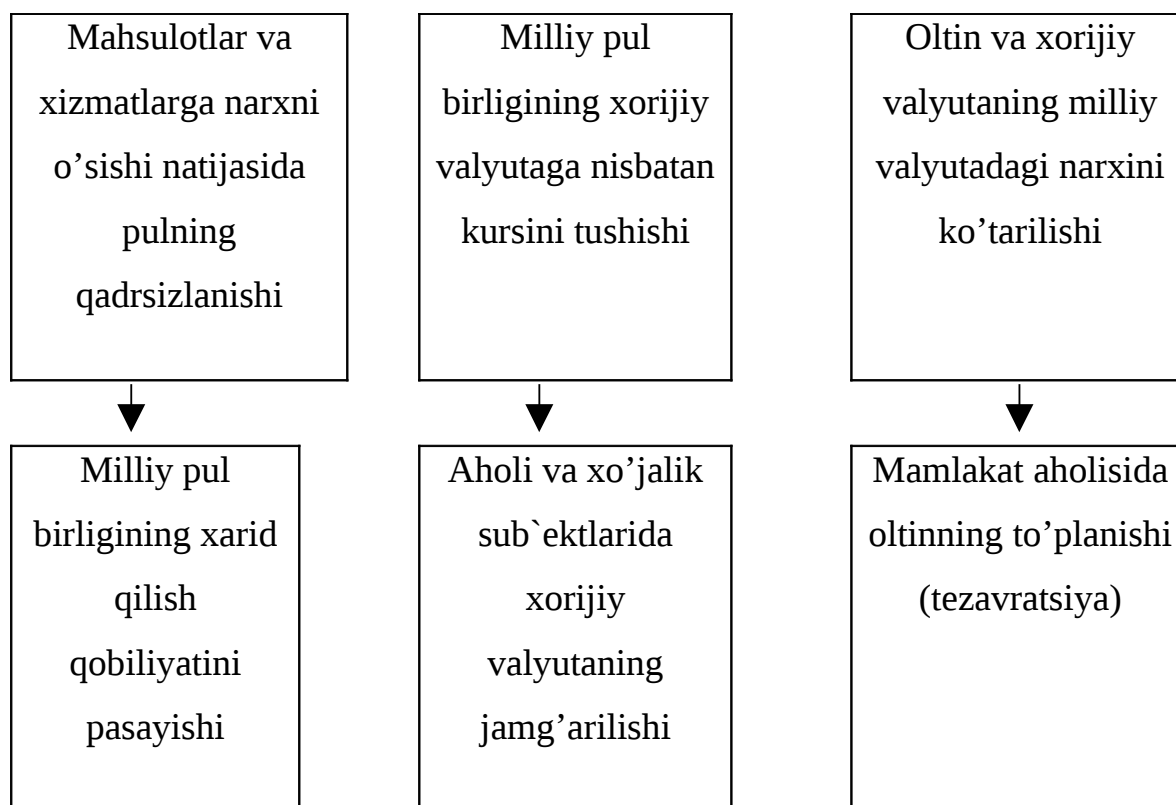 Mahsulotlar va
xizmatlarga narxni
o’sishi natijasida
pulning
qadrsizlanishi
Milliy pul
birligining xorijiy
valyutaga nisbatan
kursini tushishi
Oltin va xorijiy
valyutaning milliy
valyutadagi narxini
ko’tarilishi
Milliy pul
birligining xarid
qilish
qobiliyatini
pasayishi
Aholi va xo’jalik
sub`ektlarida
xorijiy
valyutaning
jamg’arilishi
Mamlakat aholisida
oltinning to’planishi
(tezavratsiya)